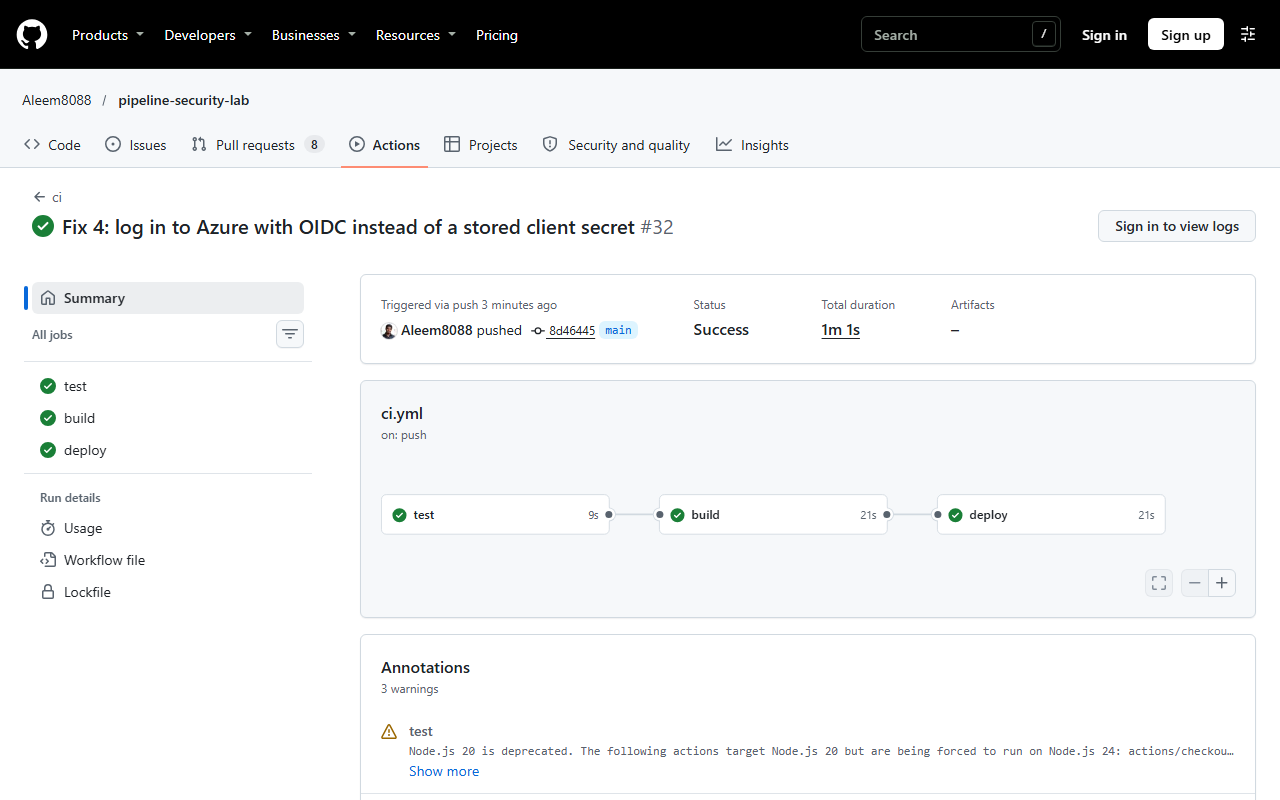 Products Developers Businesses Resources Pricing Search / Sign in Sign up
Aleem8088 / pipeline-security-lab
Code Issues Pull requests 8 Actions Projects Security and quality Insights
ci
Fix 4: log in to Azure with OIDC instead of a stored client secret #32
Sign in to view logs
Summary
All jobs
test
build
deploy
Run details
Usage
Workflow file
Lockfile
Triggered via push 3 minutes ago
Aleem8088 pushed 8d46445 main
Status
Success
Total duration
1m 1s
Artifacts
–
ci.yml
on: push
test 9s
build 21s
deploy 21s
Annotations
3 warnings
test
Node.js 20 is deprecated. The following actions target Node.js 20 but are being forced to run on Node.js 24: actions/checkou…
Show more